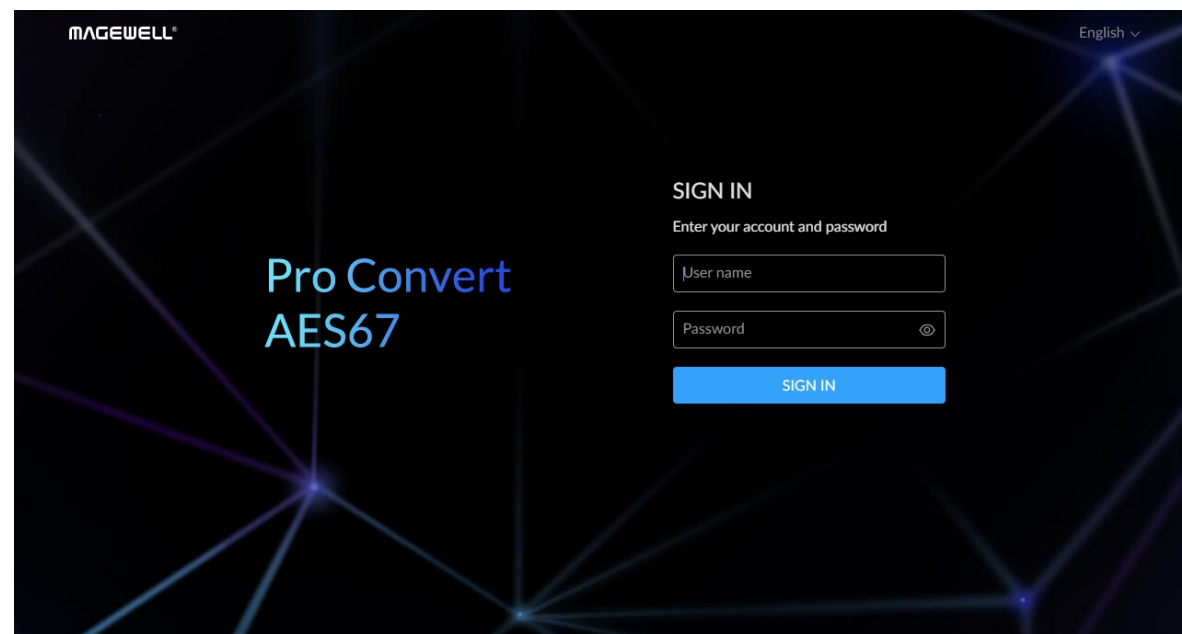 MAGEWELL®
English
SIGN IN
Enter your account and password
User name
Pro Convert
AES67
Password
SIGN IN